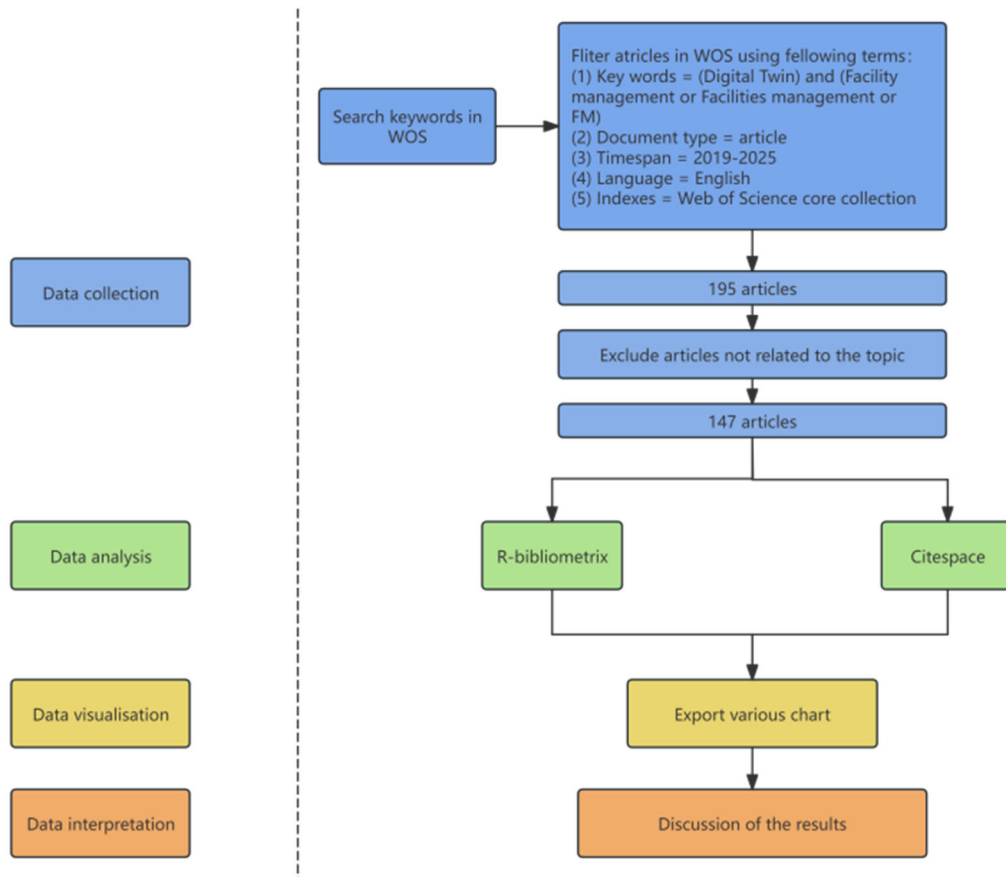 Search keywords in
WOS
Fliter atricles in WOS using fellowing terms:
(1) Key words = (Digital Twin) and (Facility
management or Facilities management or
FM)
(2) Document type = article
(3) Timespan = 2019-2025
(4) Language = English
(5) Indexes = Web of Science core collection
Data collection
195 articles
Exclude articles not related to the topic
147 articles
Data analysis
R-bibliometrix
Citespace
Data visualisation
Export various chart
Data interpretation
Discussion of the results